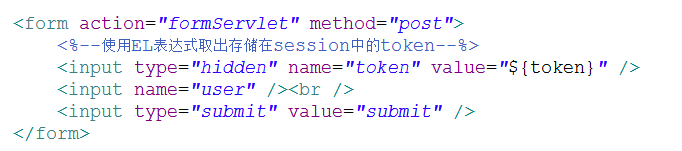 <form action="formServlet" method="post">
    <%--使用EL表达式取出存储在session中的token--%>
    <input type="hidden" name="token" value="${token}" />
    <input name="user" /><br />
    <input type="submit" value="submit" />
</form>